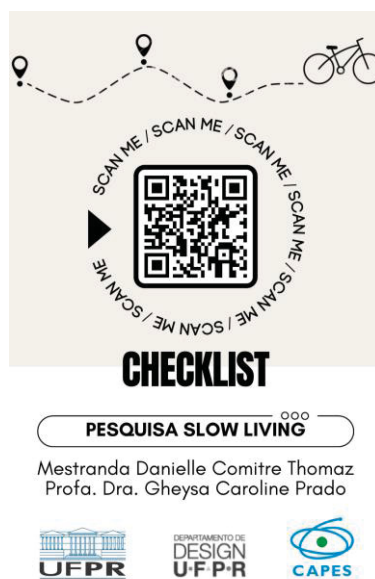 SCAN ME / SCAN ME / SCAN ME / SCAN ME / SCAN ME / SCAN ME /
CHECKLIST
PESQUISA SLOW LIVING
Mestranda Danielle Comitre Thomaz
Profa. Dra. Gheysa Caroline Prado
UFPR
DEPARTAMENTO DE
DESIGN
U·F·P·R
CAPES